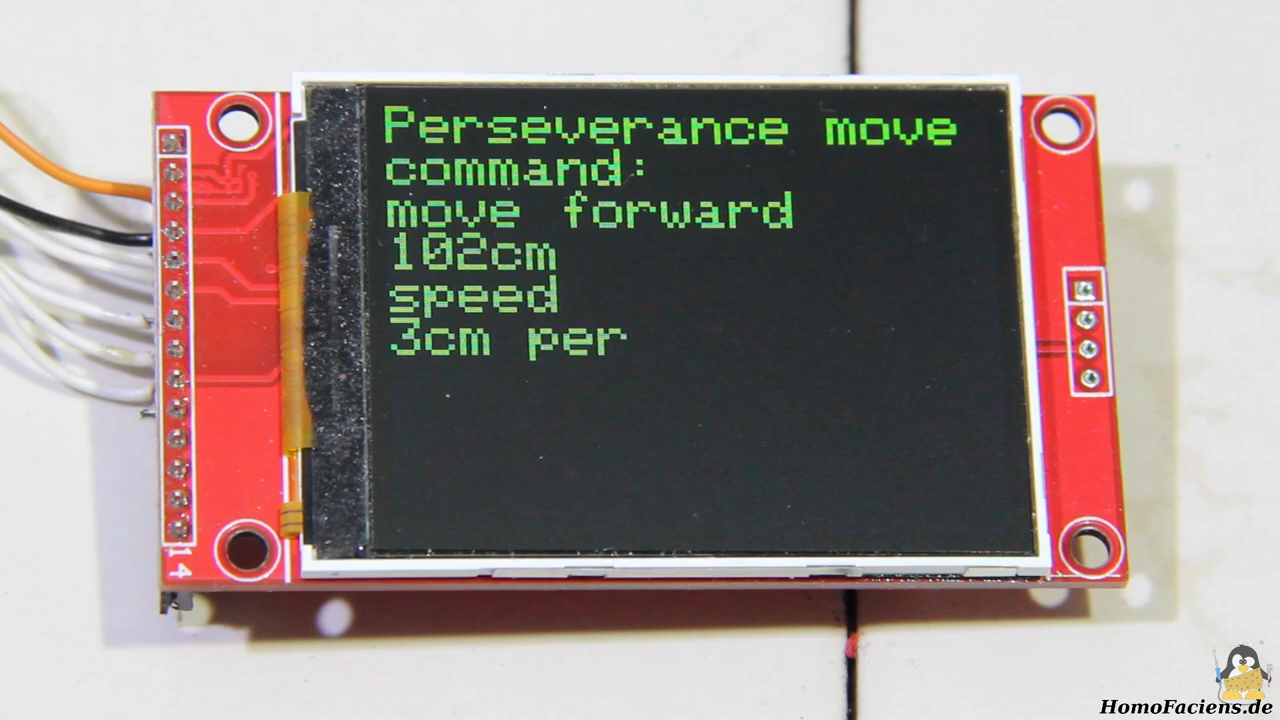 Perseverance move
command:
move forward
102cm
speed
3cm per
14
HomoFaciens.de